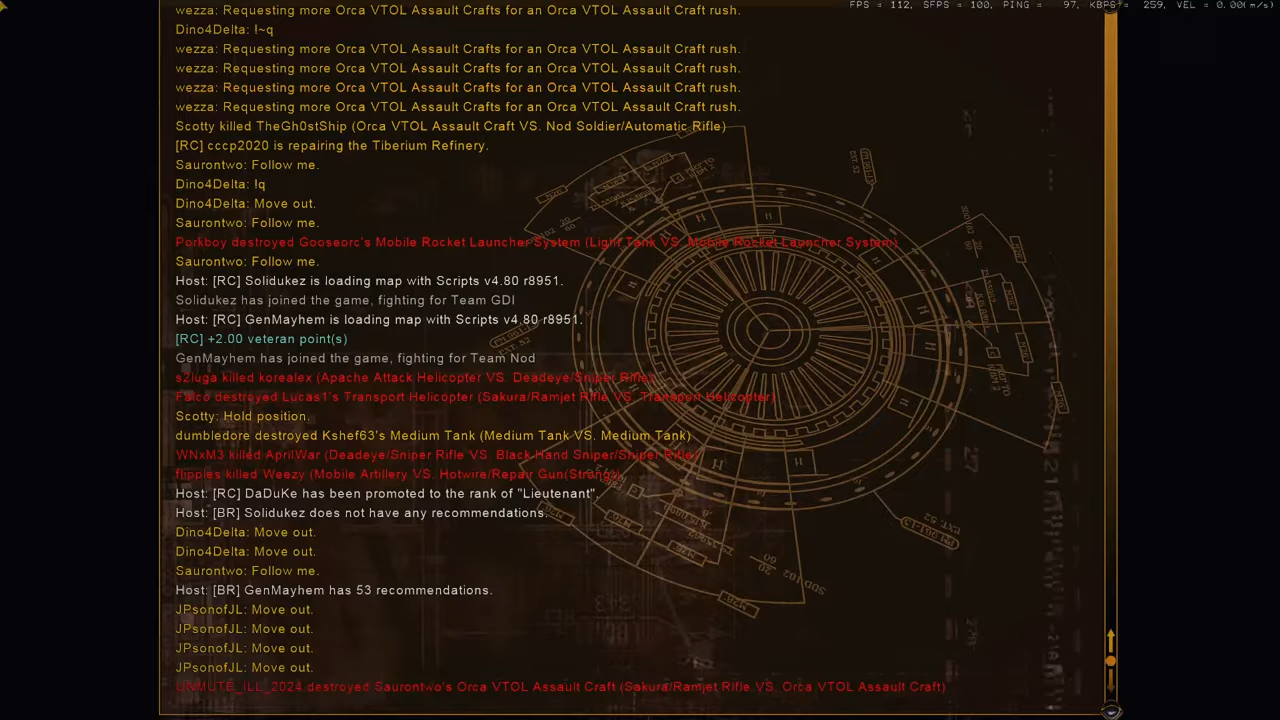 FPS = 112, SFPS = 100, PING = 97, KBPS = 259, VEL = 0.00(m/s)
wezza: Requesting more Orca VTOL Assault Crafts for an Orca VTOL Assault Craft rush.
Dino4Delta: !~q
wezza: Requesting more Orca VTOL Assault Crafts for an Orca VTOL Assault Craft rush.
wezza: Requesting more Orca VTOL Assault Crafts for an Orca VTOL Assault Craft rush.
wezza: Requesting more Orca VTOL Assault Crafts for an Orca VTOL Assault Craft rush.
wezza: Requesting more Orca VTOL Assault Crafts for an Orca VTOL Assault Craft rush.
Scotty killed TheGh0stShip (Orca VTOL Assault Craft VS. Nod Soldier/Automatic Rifle)
[RC] cccp2020 is repairing the Tiberium Refinery.
Saurontwo: Follow me.
Dino4Delta: !q
Dino4Delta: Move out.
Saurontwo: Follow me.
Porkboy destroyed Gooseorc's Mobile Rocket Launcher System (Light Tank VS. Mobile Rocket Launcher System)
Saurontwo: Follow me.
Host: [RC] Solidukez is loading map with Scripts v4.80 r8951.
Solidukez has joined the game, fighting for Team GDI
Host: [RC] GenMayhem is loading map with Scripts v4.80 r8951.
[RC] +2.00 veteran point(s)
GenMayhem has joined the game, fighting for Team Nod
s2luga killed korealex (Apache Attack Helicopter VS. Deadeye/Sniper Rifle)
Falco destroyed Lucas1's Transport Helicopter (Sakura/Ramjet Rifle VS. Transport Helicopter)
Scotty: Hold position.
dumbledore destroyed Kshef63's Medium Tank (Medium Tank VS. Medium Tank)
WNxM3 killed AprilWar (Deadeye/Sniper Rifle VS. Black Hand Sniper/Sniper Rifle)
flipples killed Weezy (Mobile Artillery VS. Hotwire/Repair Gun(Strong))
Host: [RC] DaDuKe has been promoted to the rank of "Lieutenant".
Host: [BR] Solidukez does not have any recommendations.
Dino4Delta: Move out.
Dino4Delta: Move out.
Saurontwo: Follow me.
Host: [BR] GenMayhem has 53 recommendations.
JPsonofJL: Move out.
JPsonofJL: Move out.
JPsonofJL: Move out.
JPsonofJL: Move out.
UNMUTE_ILL_2024 destroyed Saurontwo's Orca VTOL Assault Craft (Sakura/Ramjet Rifle VS. Orca VTOL Assault Craft)